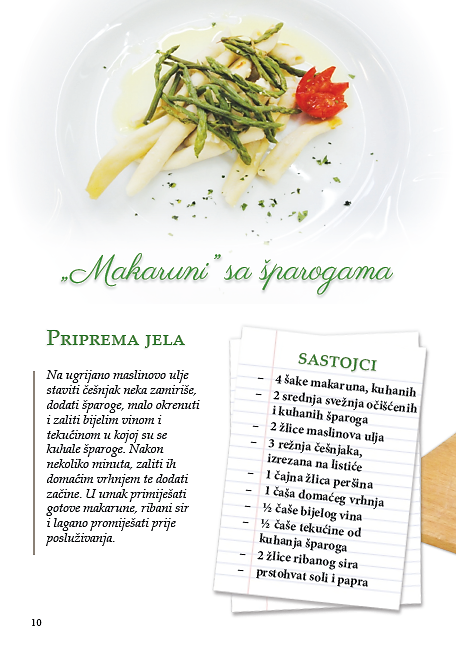 „Makaruni” sa šparogama
Priprema jela
Na ugrijano maslinovo ulje
staviti češnjak neka zamiriše,
dodati šparoge, malo okrenuti
i zaliti bijelim vinom i
tekućinom u kojoj su se
kuhale šparoge. Nakon
nekoliko minuta, zaliti ih
domaćim vrhnjem te dodati
začine. U umak primiješati
gotove makarune, ribani sir
i lagano promiješati prije
posluživanja.
SASTOJCI
– 4 šake makaruna, kuhanih
– 2 srednja svežnja očišćenih
i kuhanih šparoga
– 2 žlice maslinova ulja
– 3 režnja češnjaka,
izrezana na listiće
– 1 čajna žlica peršina
– 1 čaša domaćeg vrhnja
– ½ čaše bijelog vina
– ½ čaše tekućine od
kuhanja šparoga
– 2 žlice ribanog sira
– prstohvat soli i papra
10